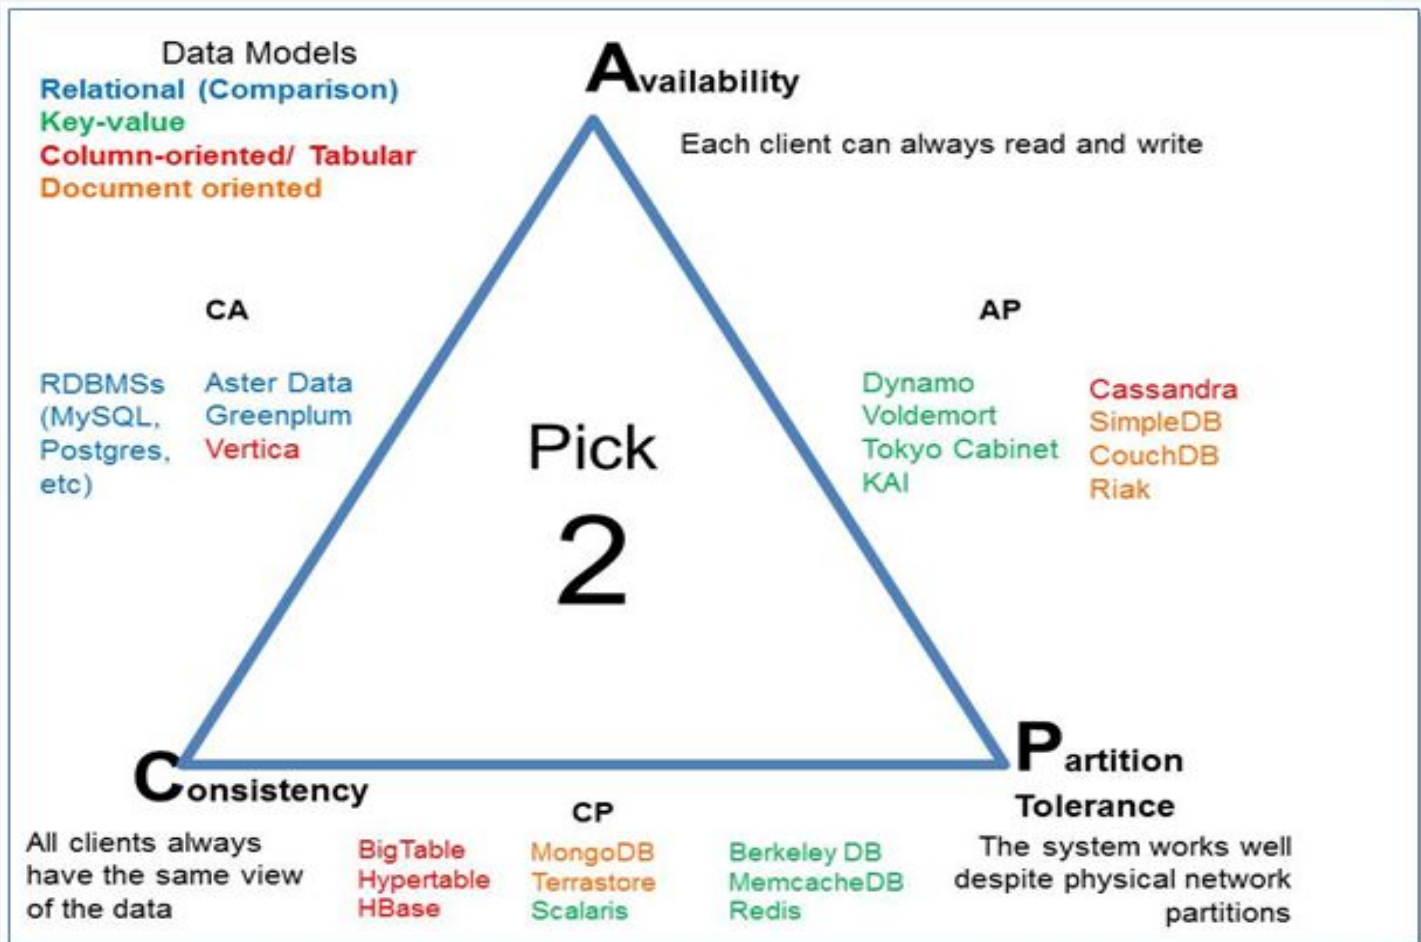 Data Models
Relational (Comparison)
Key-value
Column-oriented/ Tabular
Document oriented
Availability
Each client can always read and write
CA
RDBMSs
(MySQL,
Postgres,
etc)
Aster Data
Greenplum
Vertica
Pick
2
AP
Dynamo
Voldemort
Tokyo Cabinet
KAI
Cassandra
SimpleDB
CouchDB
Riak
Consistency
All clients always
have the same view
of the data
CP
BigTable
Hypertable
HBase
MongoDB
Terrastore
Scalaris
Berkeley DB
MemcacheDB
Redis
Partition
Tolerance
The system works well
despite physical network
partitions